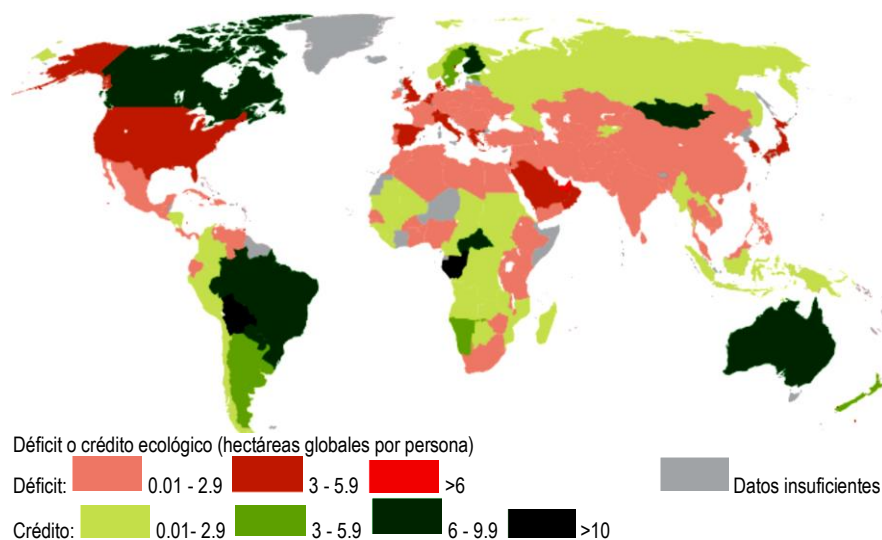 Déficit o crédito ecológico (hectáreas globales por persona)
Déficit: 0.01 - 2.9 3 - 5.9 >6 Datos insuficientes
Crédito: 0.01- 2.9 3 - 5.9 6 - 9.9 >10